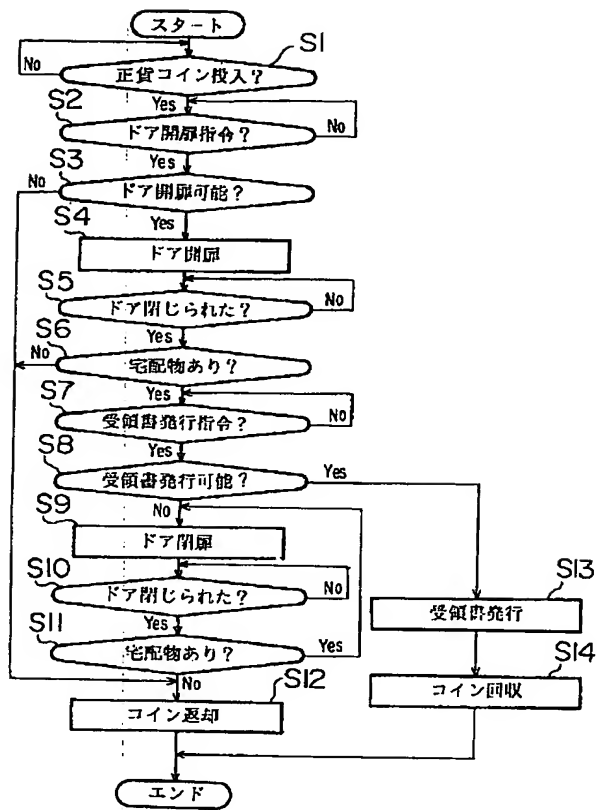 スタート
S1
No
正貨コイン投入?
Yes
S2
ドア開扉指令?
No
Yes
S3
No
ドア開扉可能?
Yes
S4
ドア開扉
S5
ドア閉じられた?
No
Yes
S6
No
宅配物あり?
Yes
S7
受領書発行指令?
No
Yes
S8
受領書発行可能?
Yes
No
S9
ドア開扉
S10
ドア閉じられた?
No
S13
受領書発行
Yes
S11
宅配物あり?
Yes
No
S12
S14
コイン回収
コイン返却
エンド